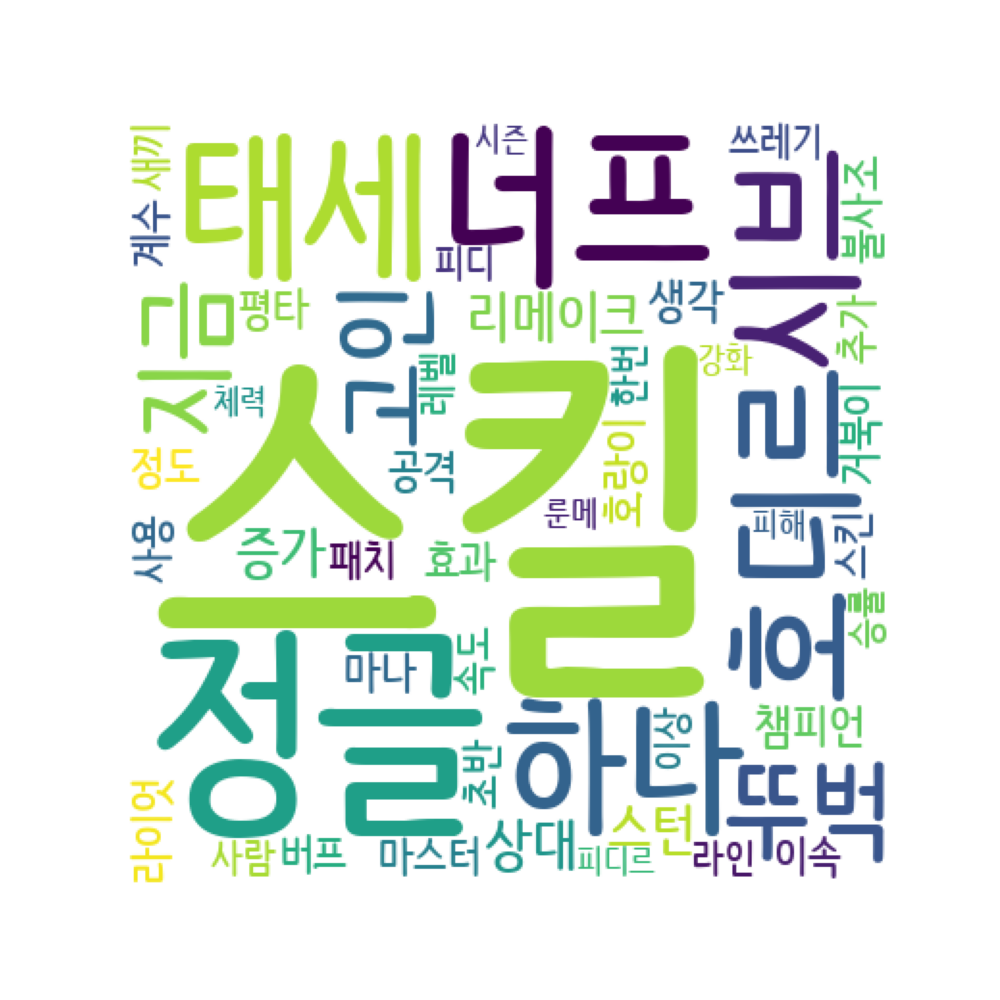 새끼
태세
너프
시즌
쓰레기
시비
불사조
계수
피디
지금
평타
고인
리메이크
생각
추가
스킬
레벨
한번
강화
체력
호디르
거북이
정도
공격
호랑이
룬메
피해
스킨
사용
증가
패치
효과
승률
정글
마나
속도
하나
이상
챔피언
초반
뚜벅
라이엇
사람
버프
마스터
상대
스턴
피디르
라인
이속